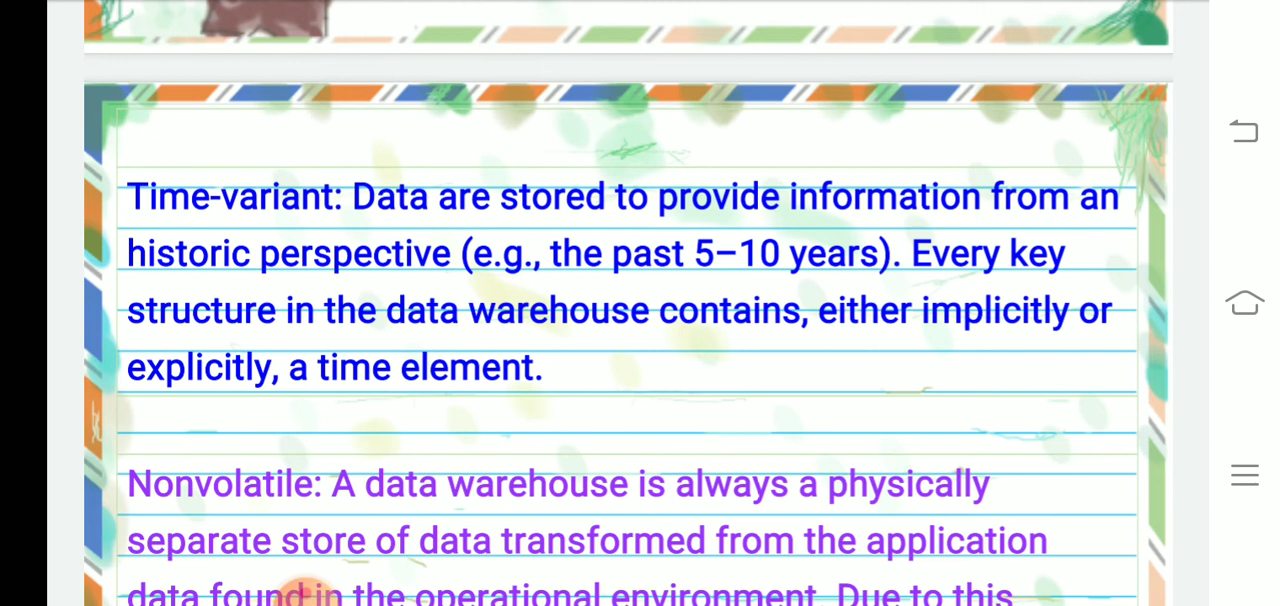 Time-variant: Data are stored to provide information from an
historic perspective (e.g., the past 5–10 years). Every key
structure in the data warehouse contains, either implicitly or
explicitly, a time element.
Nonvolatile: A data warehouse is always a physically
separate store of data transformed from the application
data found in the operational environment. Due to this